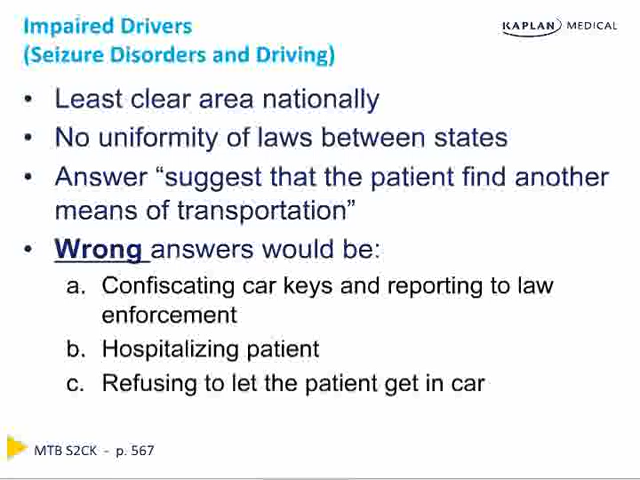 Impaired Drivers
(Seizure Disorders and Driving)
KAPLAN MEDICAL
• Least clear area nationally
• No uniformity of laws between states
• Answer “suggest that the patient find another
means of transportation”
• Wrong answers would be:
a. Confiscating car keys and reporting to law
enforcement
b. Hospitalizing patient
c. Refusing to let the patient get in car
MTB S2CK - p. 567